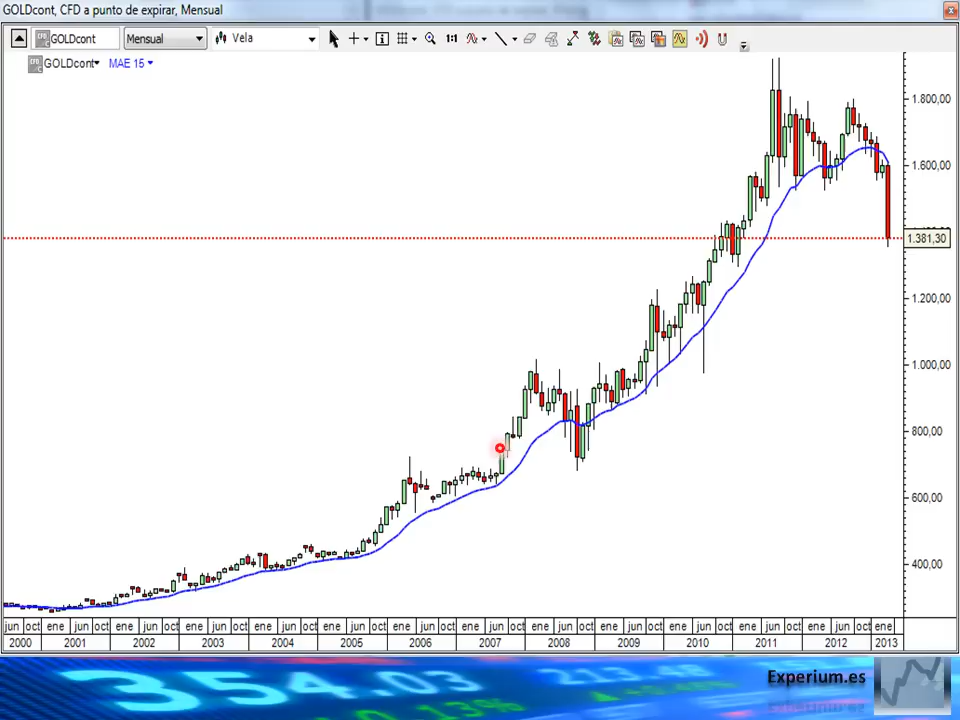 GOLDcont, CFD a punto de expirar, Mensual
GOLDcont Mensual Vela 1:1
GOLDcont MAE 15
1.800,00
1.600,00
1.381,30
1.200,00
1.000,00
800,00
600,00
400,00
jun oct ene jun oct ene jun oct ene jun oct ene jun oct ene jun oct ene jun oct ene jun oct ene jun oct ene jun oct ene jun oct ene jun oct ene jun oct ene
2000 2001 2002 2003 2004 2005 2006 2007 2008 2009 2010 2011 2012 2013
354.03
213.48
Experium.es